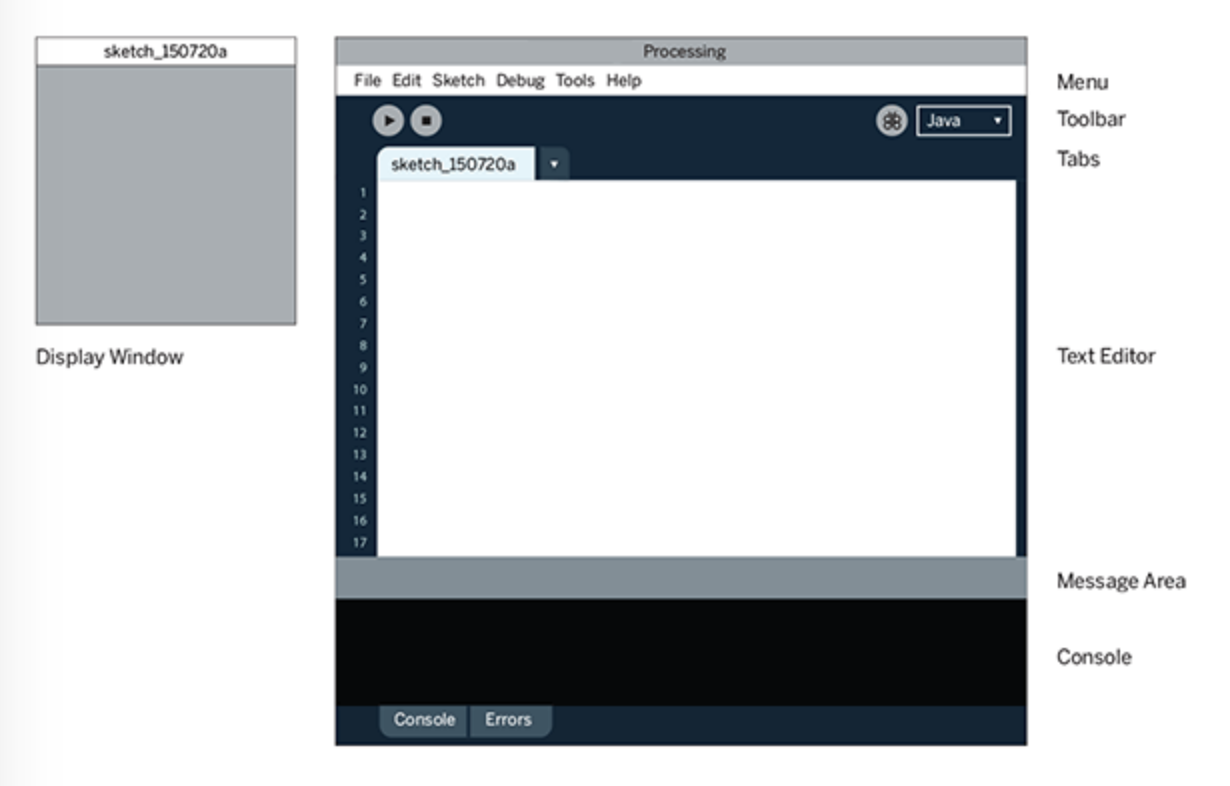 sketch_150720a
Display Window
Processing
File Edit Sketch Debug Tools Help
Java
sketch_150720a
1
2
3
4
5
6
7
8
9
10
11
12
13
14
15
16
17
Console Errors
Menu
Toolbar
Tabs
Text Editor
Message Area
Console